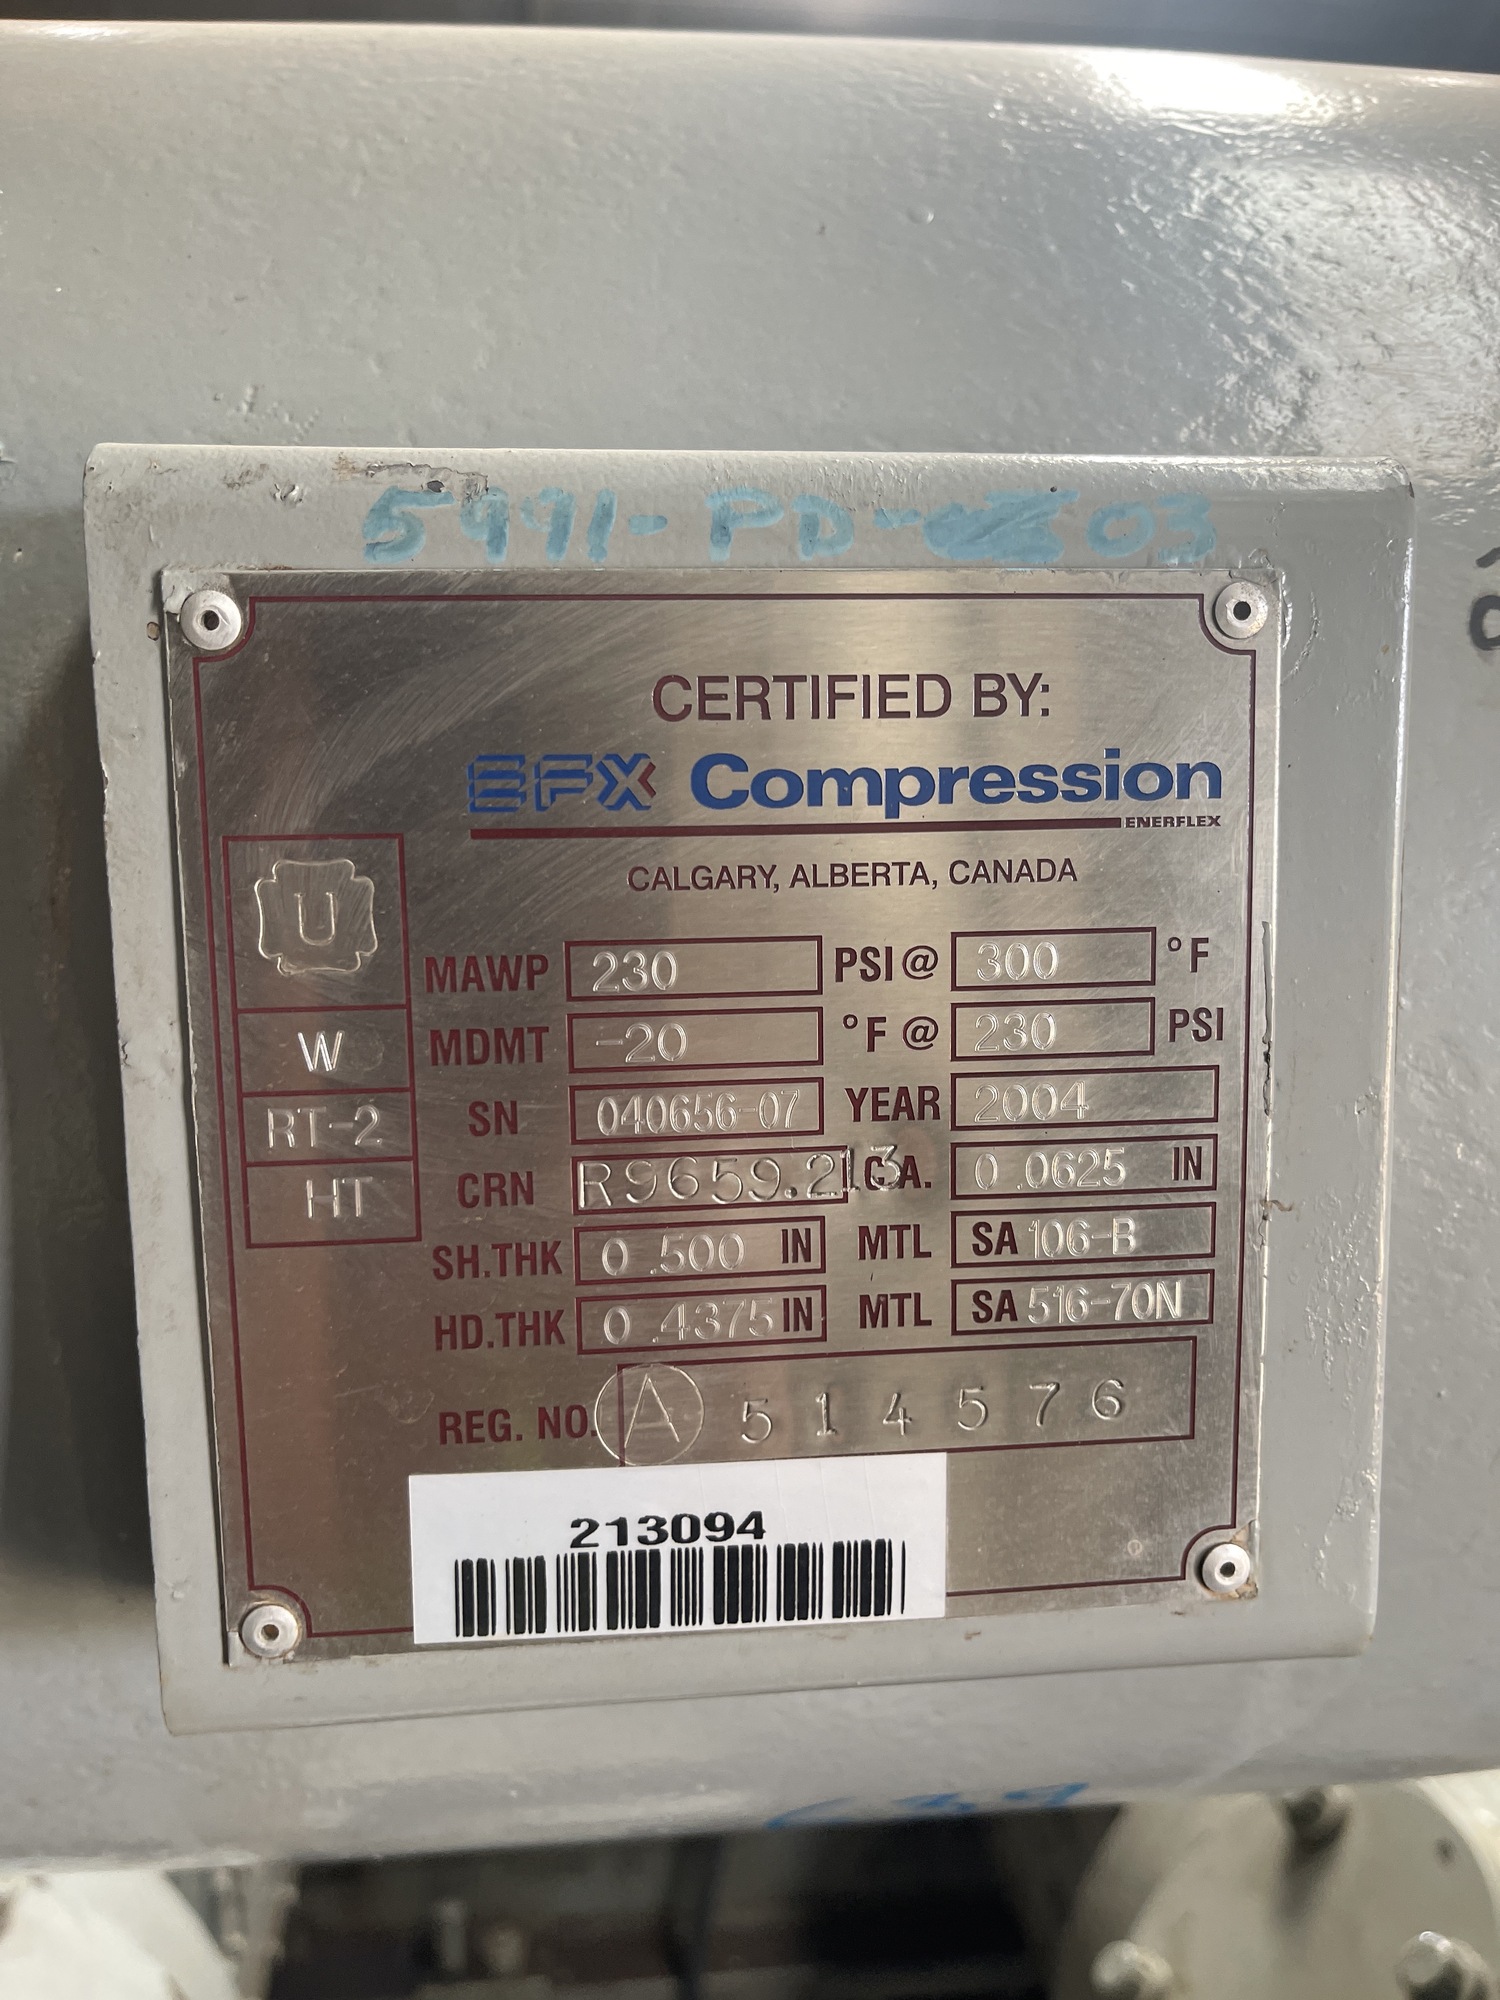 5991-PD-03
CERTIFIED BY:
EFX Compression
ENERFLEX
CALGARY, ALBERTA, CANADA
U
W
RT-2
HT
MAWP 230 PSI @ 300 °F
MDMT -20 °F @ 230 PSI
SN 040656-07 YEAR 2004
CRN R9659.213 C.A. 0.0625 IN
SH.THK 0.500 IN MTL SA 106-B
HD.THK 0.4375 IN MTL SA 516-70N
REG. NO. A 514576
213094